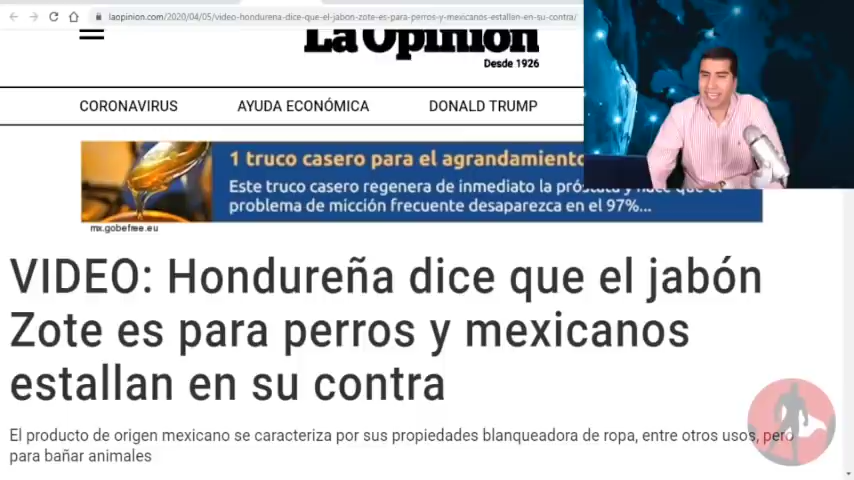 laopinion.com/2020/04/05/video-hondurena-dice-que-el-jabon-zote-es-para-perros-y-mexicanos-estallan-en-su-contra/
La Opinión
Desde 1926
CORONAVIRUS AYUDA ECONÓMICA DONALD TRUMP
1 truco casero para el agrandamiento
Este truco casero regenera de inmediato la próstata y hace que el
problema de micción frecuente desaparezca en el 97%...
mx.gobefree.eu
VIDEO: Hondureña dice que el jabón
Zote es para perros y mexicanos
estallan en su contra
El producto de origen mexicano se caracteriza por sus propiedades blanqueadora de ropa, entre otros usos, pero
para bañar animales